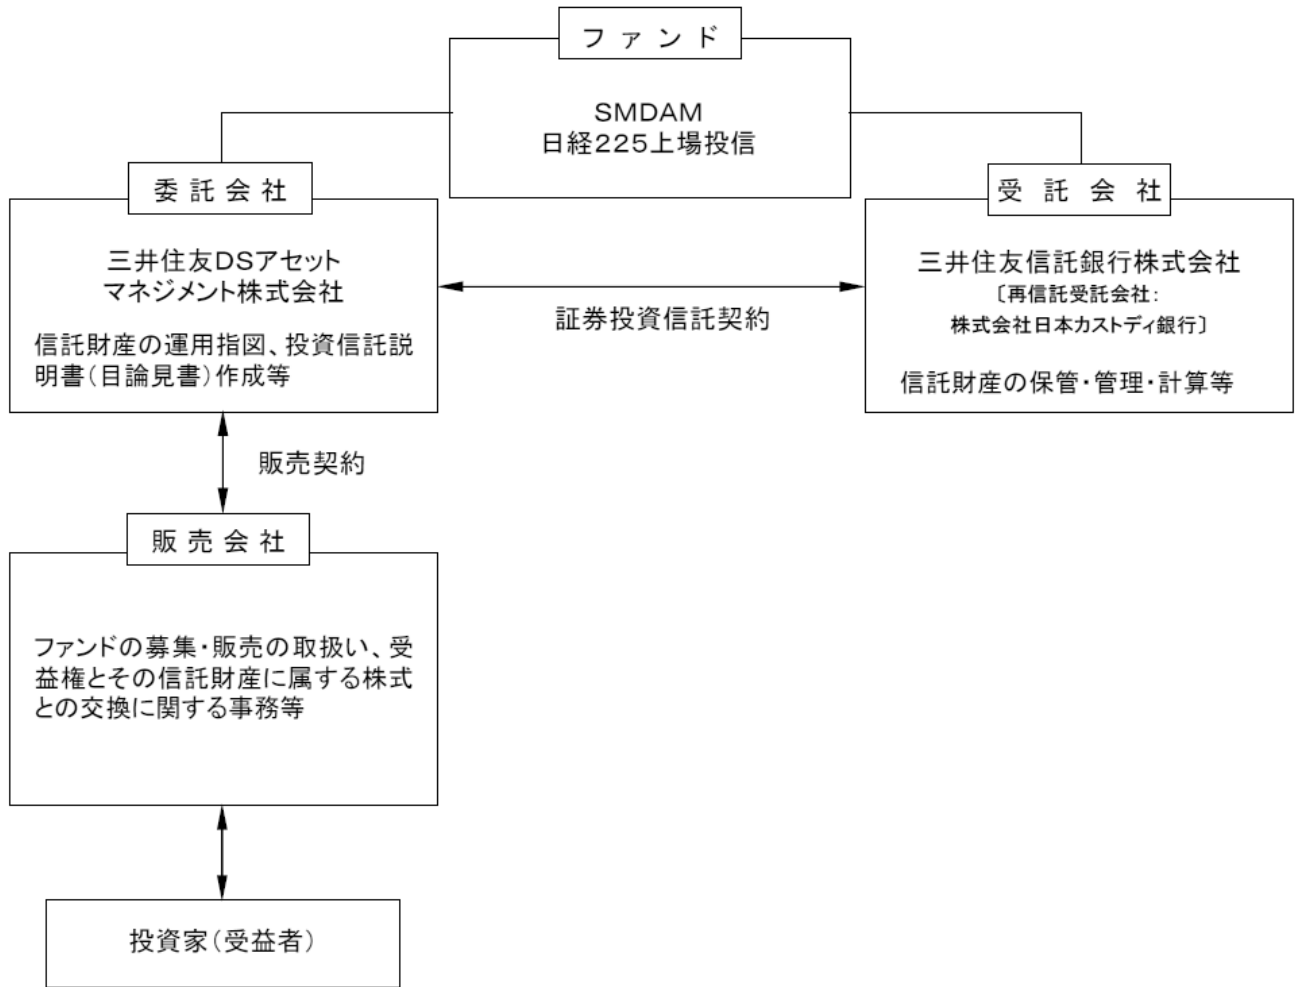 ファンド
SMDAM
日経225上場投信
委託会社
三井住友DSアセット
マネジメント株式会社
信託財産の運用指図、投資信託説
明書(目論見書)作成等
受託会社
三井住友信託銀行株式会社
〔再信託受託会社:
株式会社日本カストディ銀行〕
信託財産の保管・管理・計算等
証券投資信託契約
販売契約
販売会社
ファンドの募集・販売の取扱い、受
益権とその信託財産に属する株式
との交換に関する事務等
投資家(受益者)